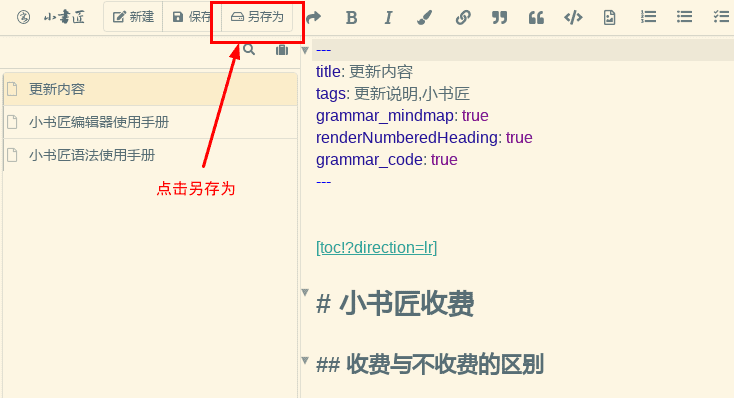 小书匠 新建 保存 另存为
更新内容
小书匠编辑器使用手册
小书匠语法使用手册
点击另存为
---
title: 更新内容
tags: 更新说明,小书匠
grammar_mindmap: true
renderNumberedHeading: true
grammar_code: true
---
[toc!?direction=lr]
# 小书匠收费
## 收费与不收费的区别